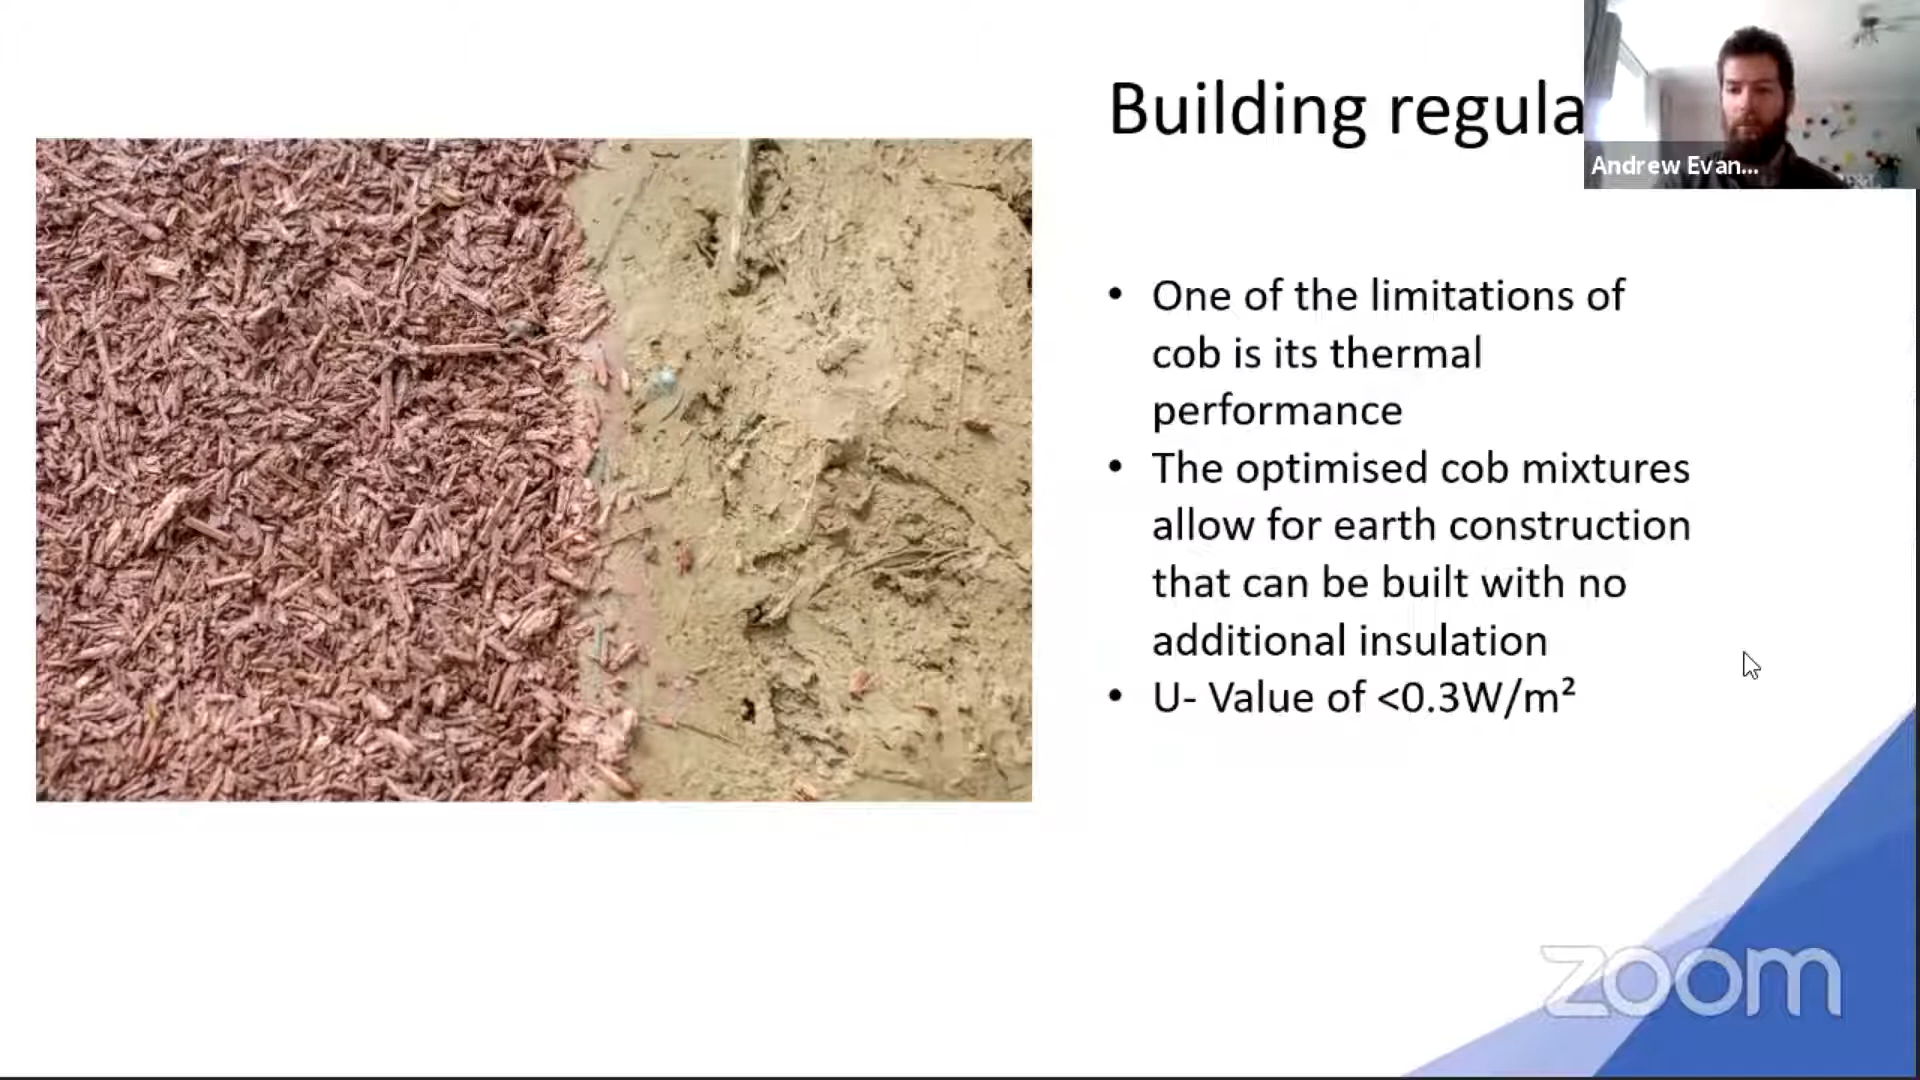 Building regula
Andrew Evan...
• One of the limitations of
cob is its thermal
performance
• The optimised cob mixtures
allow for earth construction
that can be built with no
additional insulation
• U- Value of <0.3W/m²
zoom